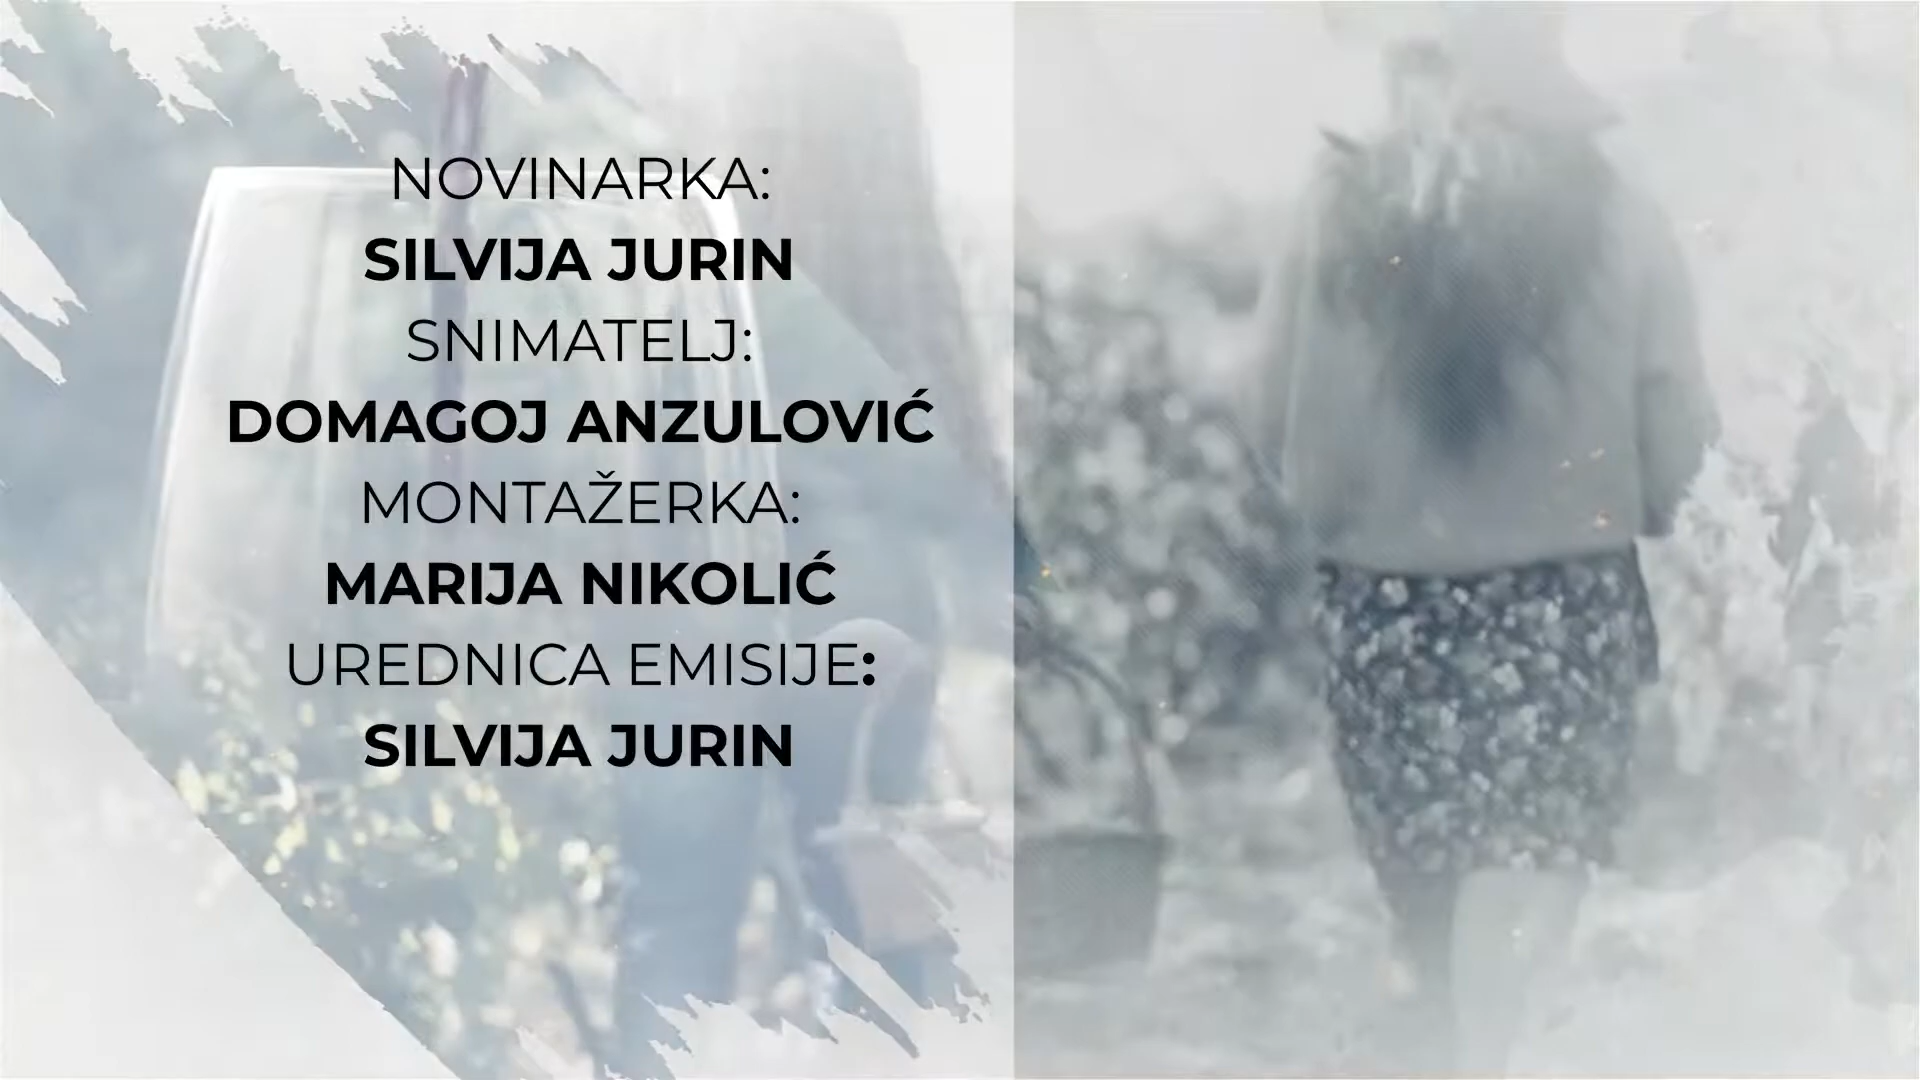 NOVINARKA:
SILVIJA JURIN
SNIMATELJ:
DOMAGOJ ANZULOVIĆ
MONTAŽERKA:
MARIJA NIKOLIĆ
UREDNICA EMISIJE:
SILVIJA JURIN